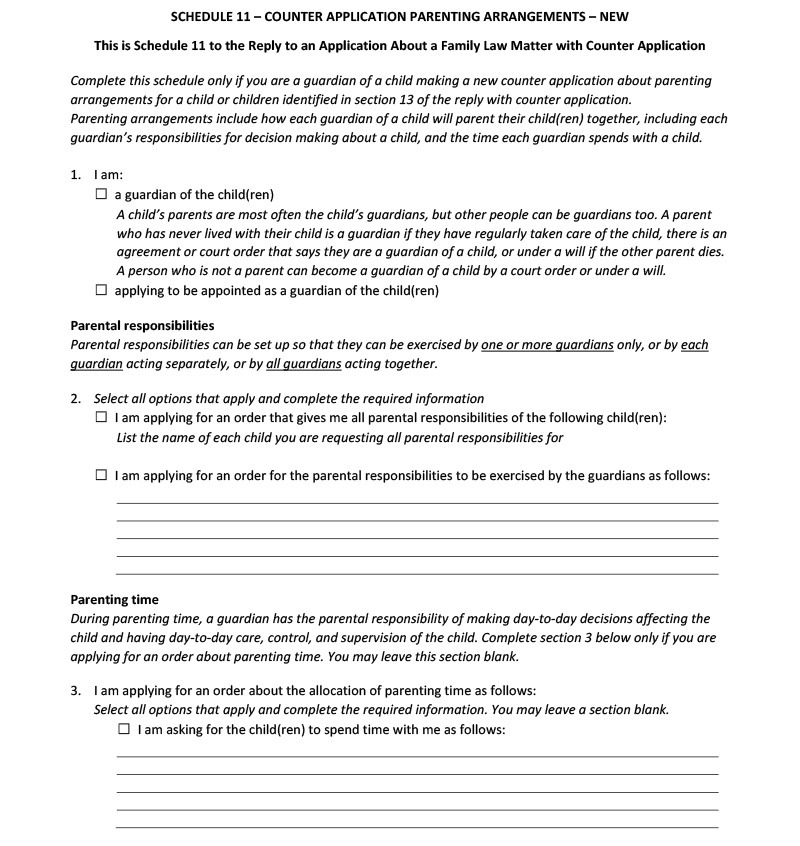 SCHEDULE 11 – COUNTER APPLICATION PARENTING ARRANGEMENTS – NEW
This is Schedule 11 to the Reply to an Application About a Family Law Matter with Counter Application
Complete this schedule only if you are a guardian of a child making a new counter application about parenting
arrangements for a child or children identified in section 13 of the reply with counter application.
Parenting arrangements include how each guardian of a child will parent their child(ren) together, including each
guardian’s responsibilities for decision making about a child, and the time each guardian spends with a child.
1. I am:
☐ a guardian of the child(ren)
A child’s parents are most often the child’s guardians, but other people can be guardians too. A parent
who has never lived with their child is a guardian if they have regularly taken care of the child, there is an
agreement or court order that says they are a guardian of a child, or under a will if the other parent dies.
A person who is not a parent can become a guardian of a child by a court order or under a will.
☐ applying to be appointed as a guardian of the child(ren)
Parental responsibilities
Parental responsibilities can be set up so that they can be exercised by one or more guardians only, or by each
guardian acting separately, or by all guardians acting together.
2. Select all options that apply and complete the required information
☐ I am applying for an order that gives me all parental responsibilities of the following child(ren):
List the name of each child you are requesting all parental responsibilities for
☐ I am applying for an order for the parental responsibilities to be exercised by the guardians as follows:
Parenting time
During parenting time, a guardian has the parental responsibility of making day-to-day decisions affecting the
child and having day-to-day care, control, and supervision of the child. Complete section 3 below only if you are
applying for an order about parenting time. You may leave this section blank.
3. I am applying for an order about the allocation of parenting time as follows:
Select all options that apply and complete the required information. You may leave a section blank.
☐ I am asking for the child(ren) to spend time with me as follows: